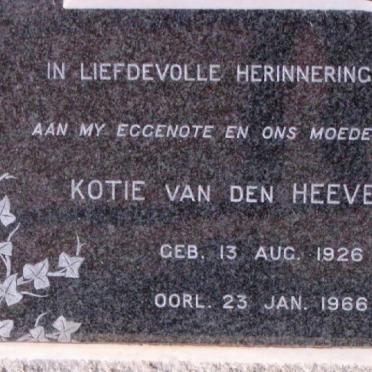 IN LIEFDEVOLLE HERINNERING
AAN MY EGGENOTE EN ONS MOEDE
KOTIE VAN DEN HEEVE
GEB. 13 AUG. 1926
OORL. 23 JAN. 1966